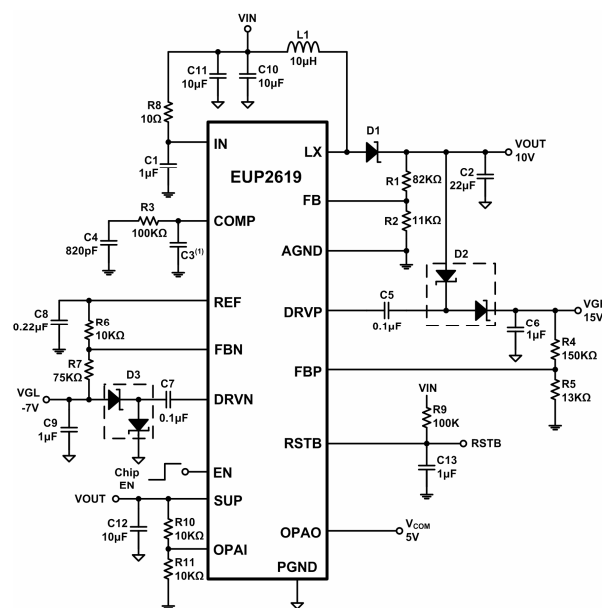 VIN
L1
10µH
C11
10µF
C10
10µF
R8
10Ω
IN
C1
1µF
EUP2619
LX
D1
VOUT
10V
R1
82KΩ
C2
22µF
FB
R2
11KΩ
AGND
R3
100KΩ
COMP
C4
820pF
C3(1)
D2
REF
C8
0.22µF
R6
10KΩ
DRVP
C5
0.1µF
C6
1µF
15V
R4
150KΩ
FBN
R7
75KΩ
FBP
R5
13KΩ
D3
C7
0.1µF
DRVN
VGL
-7V
C9
1µF
VIN
R9
100K
RSTB
RSTB
C13
1µF
Chip
EN
EN
VOUT
SUP
C12
10µF
R10
10KΩ
OPAI
R11
10KΩ
OPAO
VCOM
5V
PGND